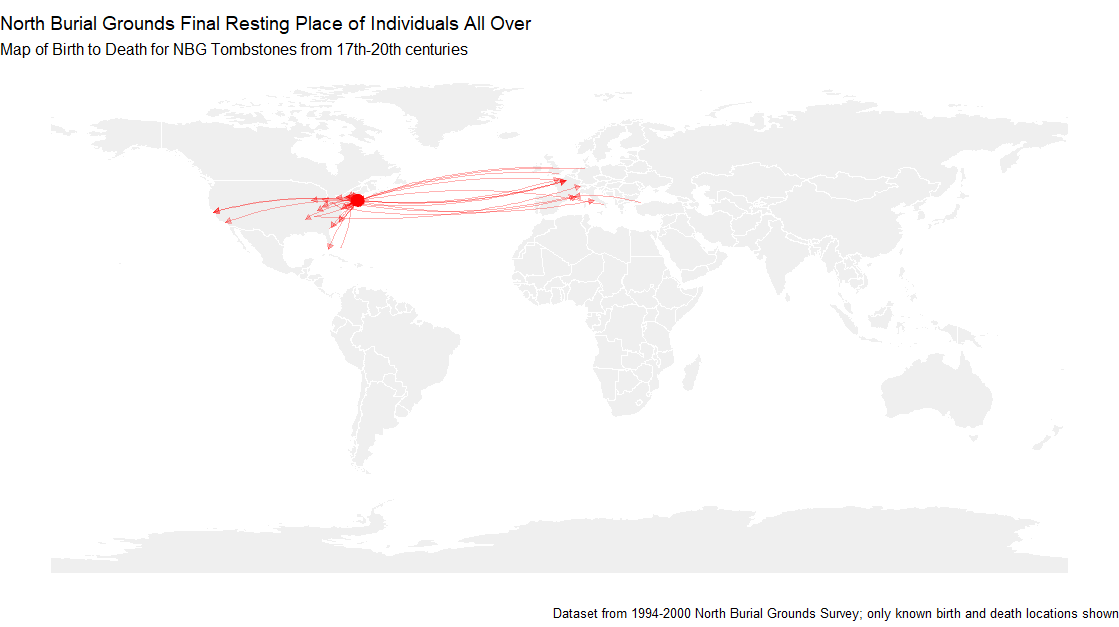 North Burial Grounds Final Resting Place of Individuals All Over
Map of Birth to Death for NBG Tombstones from 17th-20th centuries
Dataset from 1994-2000 North Burial Grounds Survey; only known birth and death locations shown